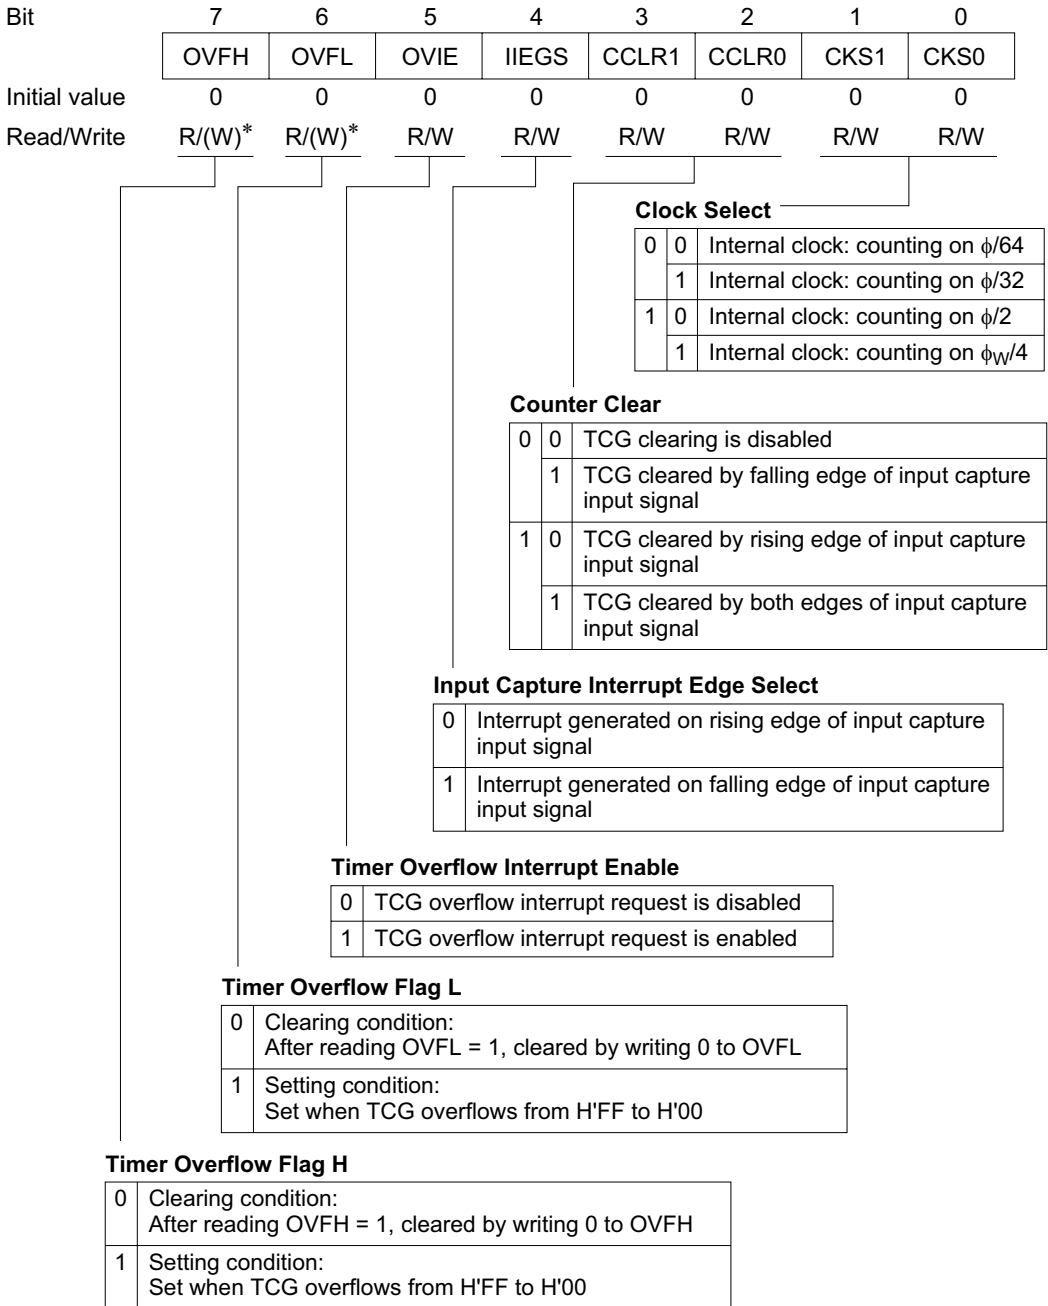 Bit 7 6 5 4 3 2 1 0
OVFH OVFL OVIE IIEGS CCLR1 CCLR0 CKS1 CKS0
Initial value 0 0 0 0 0 0 0 0
Read/Write R/(W)* R/(W)* R/W R/W R/W R/W R/W R/W
Clock Select
0 0 Internal clock: counting on ϕ/64
1 Internal clock: counting on ϕ/32
1 0 Internal clock: counting on ϕ/2
1 Internal clock: counting on ϕW/4
Counter Clear
0 0 TCG clearing is disabled
1 TCG cleared by falling edge of input capture
input signal
1 0 TCG cleared by rising edge of input capture
input signal
1 TCG cleared by both edges of input capture
input signal
Input Capture Interrupt Edge Select
0 Interrupt generated on rising edge of input capture
input signal
1 Interrupt generated on falling edge of input capture
input signal
Timer Overflow Interrupt Enable
0 TCG overflow interrupt request is disabled
1 TCG overflow interrupt request is enabled
Timer Overflow Flag L
0 Clearing condition:
After reading OVFL = 1, cleared by writing 0 to OVFL
1 Setting condition:
Set when TCG overflows from H'FF to H'00
Timer Overflow Flag H
0 Clearing condition:
After reading OVFH = 1, cleared by writing 0 to OVFH
1 Setting condition:
Set when TCG overflows from H'FF to H'00